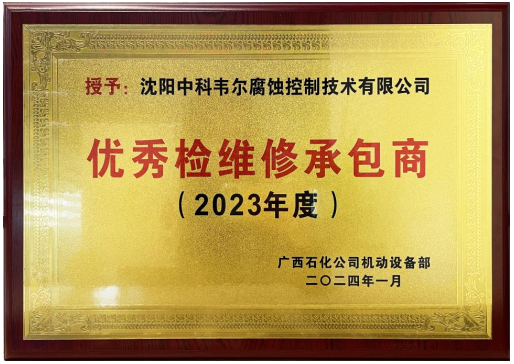 授予：沈阳中科韦尔腐蚀控制技术有限公司
优秀检维修承包商
（2023年度）
广西石化公司机动设备部
二〇二四年一月